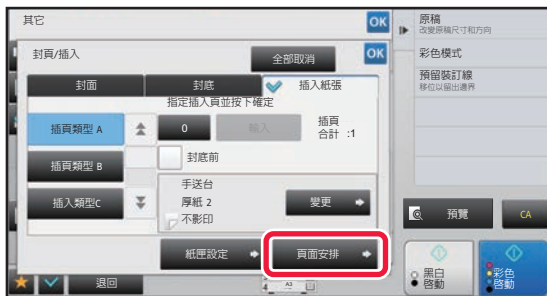 其它
OK
封頁/插入
全部取消
OK
封面
封底
插入紙張
指定插入頁並按下確定
插頁類型 A
0
輸入
插頁
合計 :1
插頁類型 B
封底前
插入類型C
手送台
厚紙 2
不影印
變更
紙匣設定
頁面安排
退回
4
A3
原稿
改變原稿尺寸和方向
彩色模式
預留裝訂線
移位以留出邊界
預覽
CA
黑白
啓動
彩色
啓動